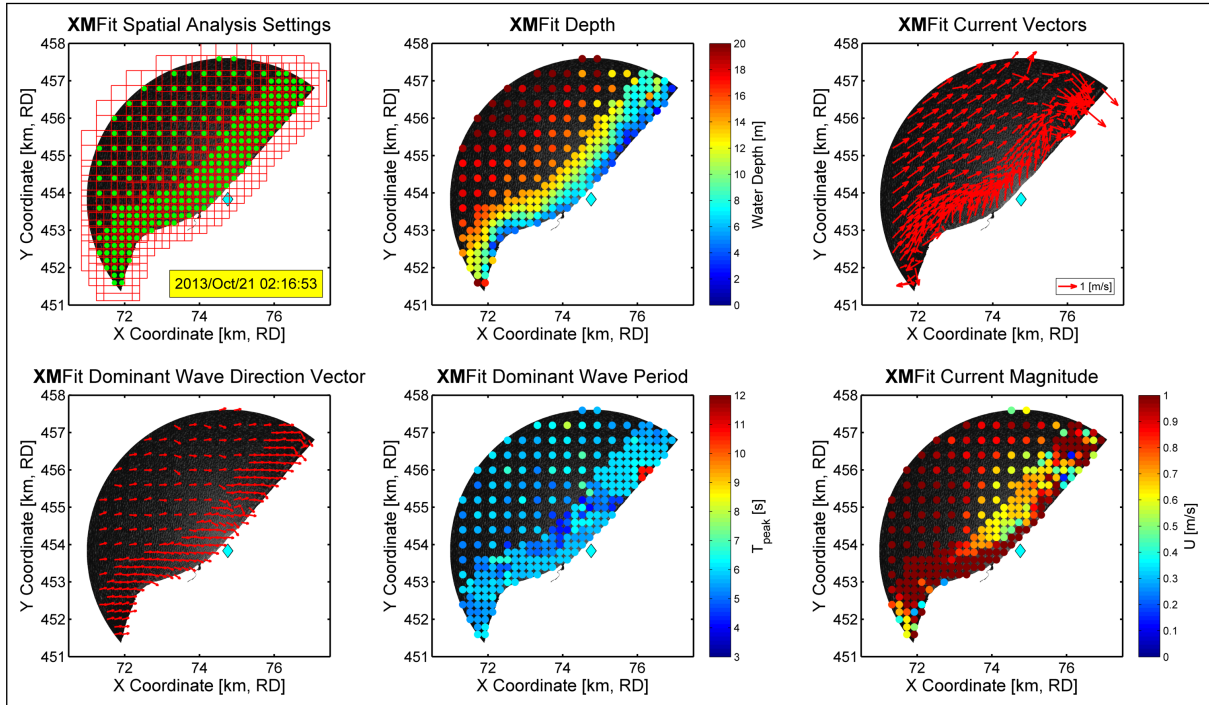 XMFit Spatial Analysis Settings
458
457
456
455
454
453
452
451
Y Coordinate [km, RD]
2013/Oct/21 02:16:53
72 74 76
X Coordinate [km, RD]
XMFit Depth
458
457
456
455
454
453
452
451
Y Coordinate [km, RD]
72 74 76
X Coordinate [km, RD]
20
18
16
14
12
10
8
6
4
2
0
Water Depth [m]
XMFit Current Vectors
458
457
456
455
454
453
452
451
Y Coordinate [km, RD]
1 [m/s]
72 74 76
X Coordinate [km, RD]
XMFit Dominant Wave Direction Vector
458
457
456
455
454
453
452
451
Y Coordinate [km, RD]
72 74 76
X Coordinate [km, RD]
XMFit Dominant Wave Period
458
457
456
455
454
453
452
451
Y Coordinate [km, RD]
72 74 76
X Coordinate [km, RD]
12
11
10
9
8
7
6
5
4
3
Tpeak [s]
XMFit Current Magnitude
458
457
456
455
454
453
452
451
Y Coordinate [km, RD]
72 74 76
X Coordinate [km, RD]
1
0.9
0.8
0.7
0.6
0.5
0.4
0.3
0.2
0.1
0
U [m/s]